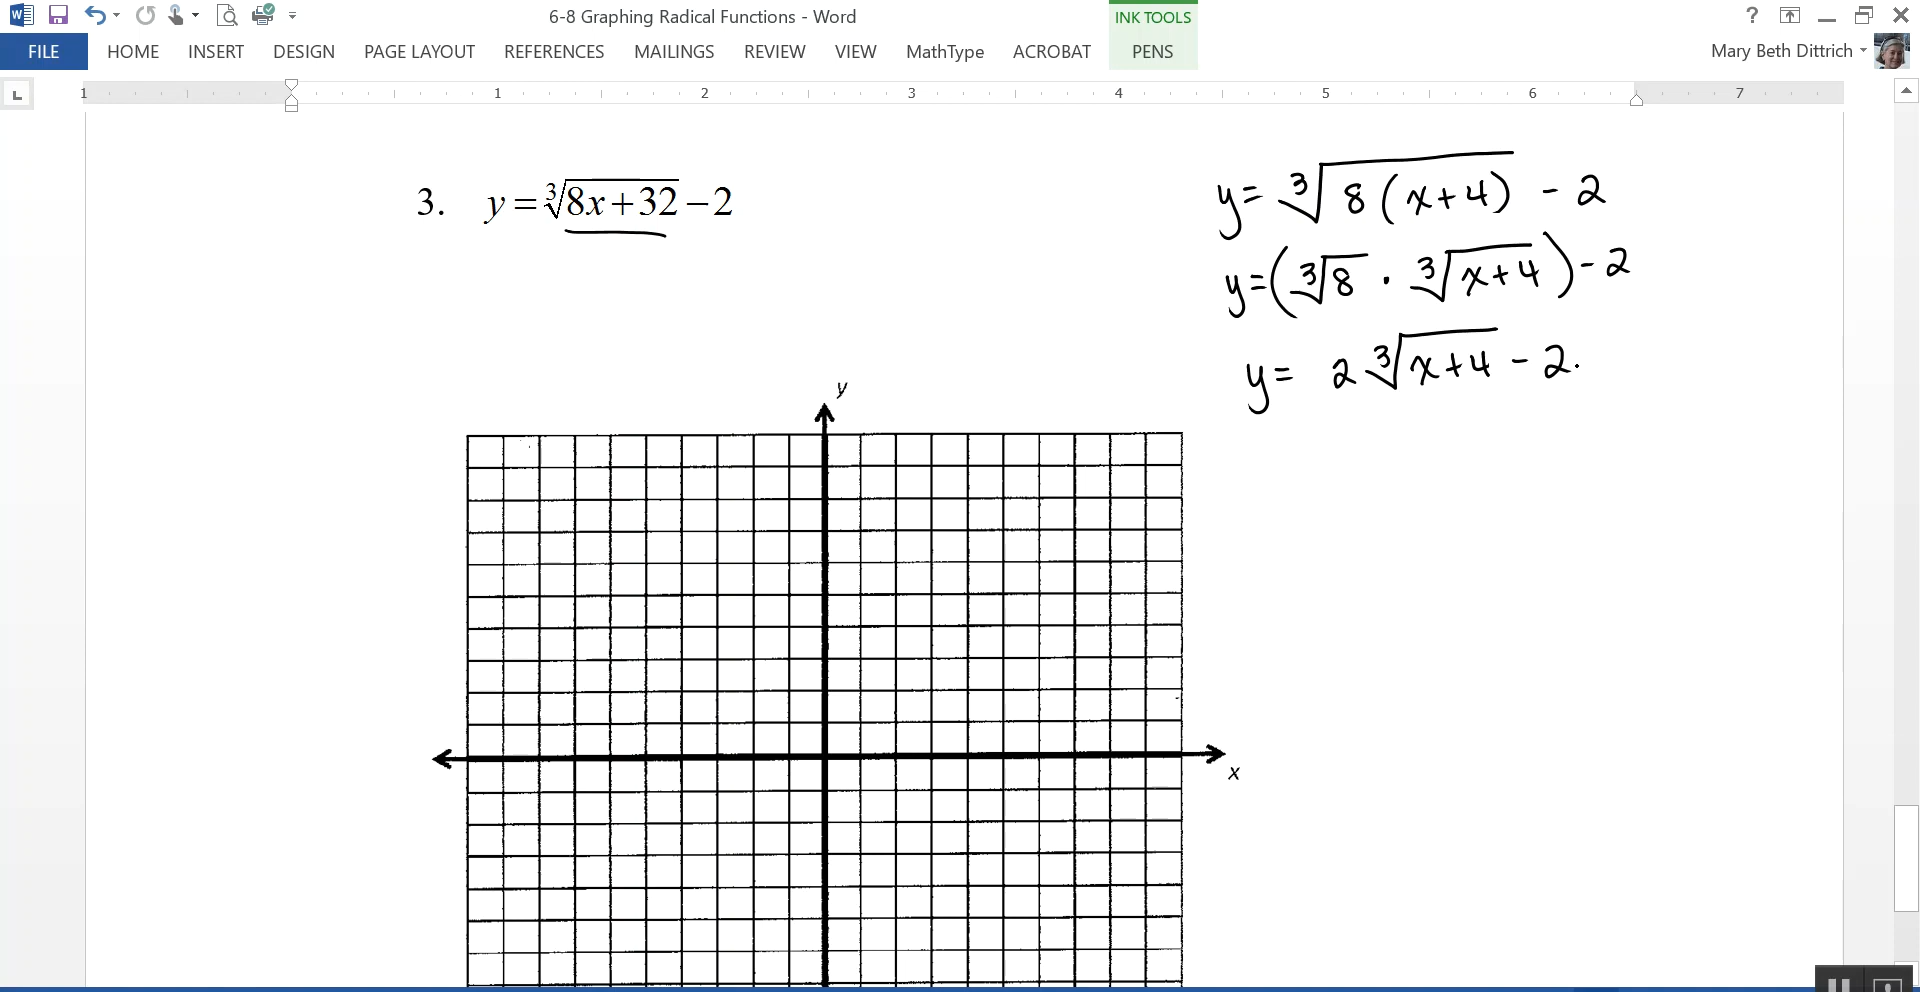 6-8 Graphing Radical Functions - Word
INK TOOLS
?
FILE HOME INSERT DESIGN PAGE LAYOUT REFERENCES MAILINGS REVIEW VIEW MathType ACROBAT PENS
Mary Beth Dittrich
L
1 1 2 3 4 5 6 7
3. y = ∛(8x+32) − 2
y = ∛(8(x+4)) − 2
y = (∛8 · ∛(x+4)) − 2
y = 2∛(x+4) − 2.
y
x